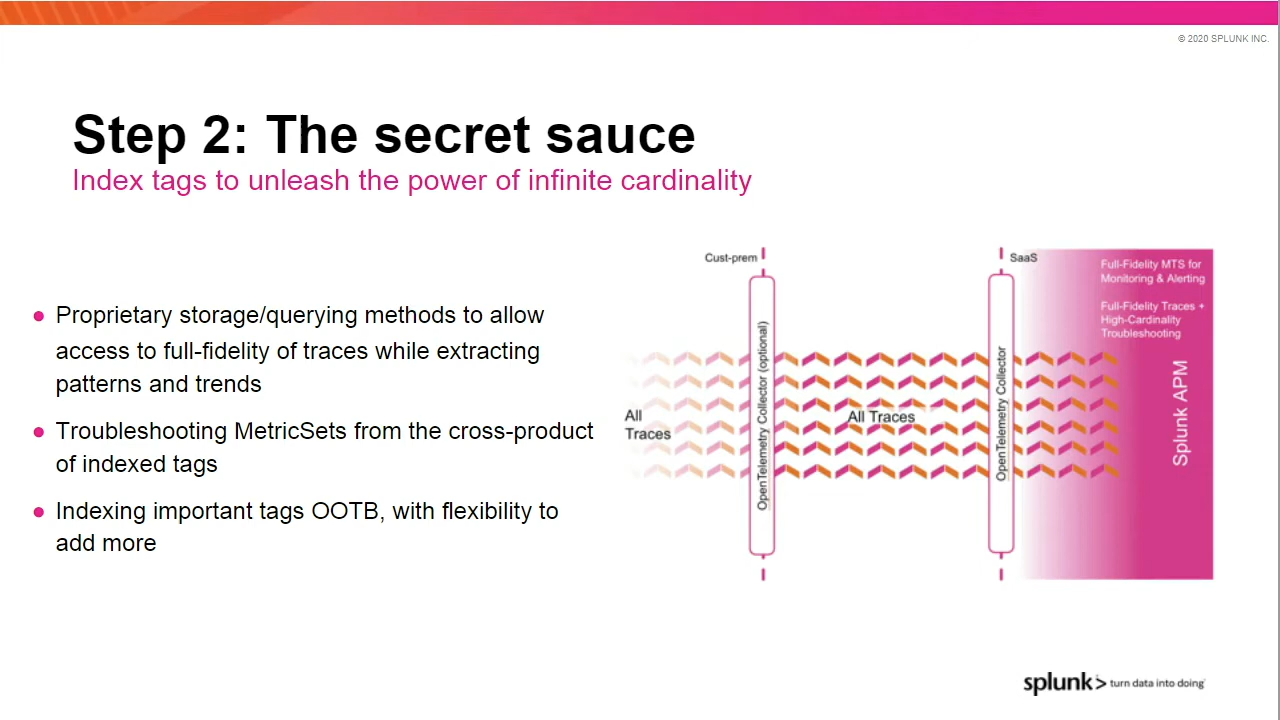 © 2020 SPLUNK INC.
Step 2: The secret sauce
Index tags to unleash the power of infinite cardinality
● Proprietary storage/querying methods to allow
access to full-fidelity of traces while extracting
patterns and trends
● Troubleshooting MetricSets from the cross-product
of indexed tags
● Indexing important tags OOTB, with flexibility to
add more
Cust-prem
All
Traces
OpenTelemetry Collector (optional)
All Traces
OpenTelemetry Collector
SaaS
Full-Fidelity MTS for
Monitoring & Alerting
Full-Fidelity Traces +
High-Cardinality
Troubleshooting
Splunk APM
splunk> turn data into doing